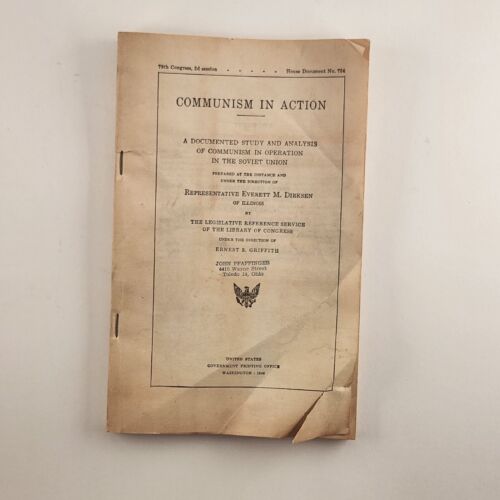 79th Congress, 2d session . . . . . House Document No. 754
COMMUNISM IN ACTION
A DOCUMENTED STUDY AND ANALYSIS
OF COMMUNISM IN OPERATION
IN THE SOVIET UNION
PREPARED AT THE INSTANCE AND
UNDER THE DIRECTION OF
REPRESENTATIVE EVERETT M. DIRKSEN
OF ILLINOIS
BY
THE LEGISLATIVE REFERENCE SERVICE
OF THE LIBRARY OF CONGRESS
UNDER THE DIRECTION OF
ERNEST S. GRIFFITH
JOHN PFAFFINGER
4415 Wayne Street
Toledo 14, Ohio
UNITED STATES
GOVERNMENT PRINTING OFFICE
WASHINGTON : 1946